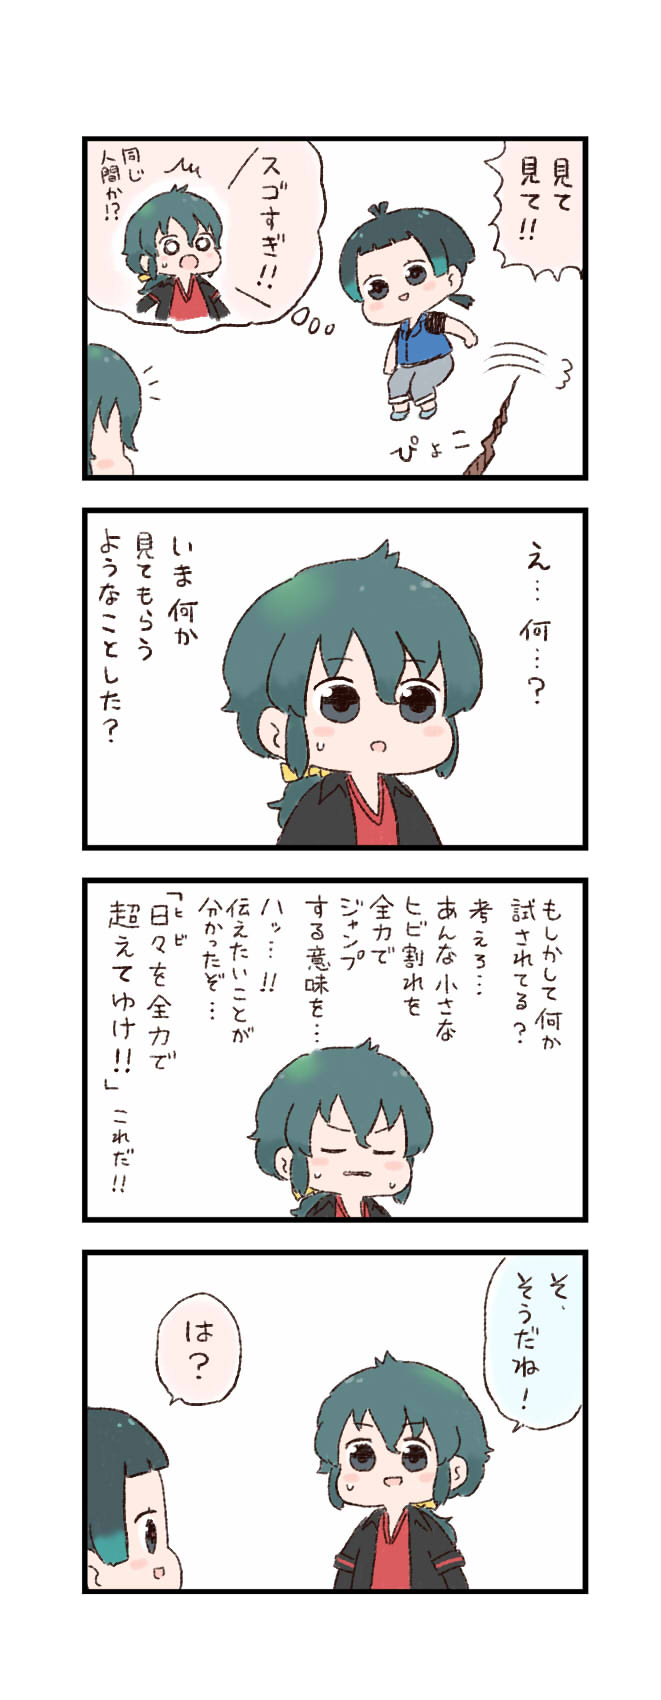 見て
見て!!
スゴすぎ!!
同じ
人間か!?
ぴょこ
え…何…?
いま何か
見てもらう
ようなことした?
もしかして何か
試されてる?
考えろ…
あんな小さな
ヒビ割れを
全力で
ジャンプ
する意味を…
ハッ…!!
伝えたいことが
分かったぞ…
「日々を全力で
ヒビ
超えてゆけ!!」
これだ!!
そ、
そうだね!
は?